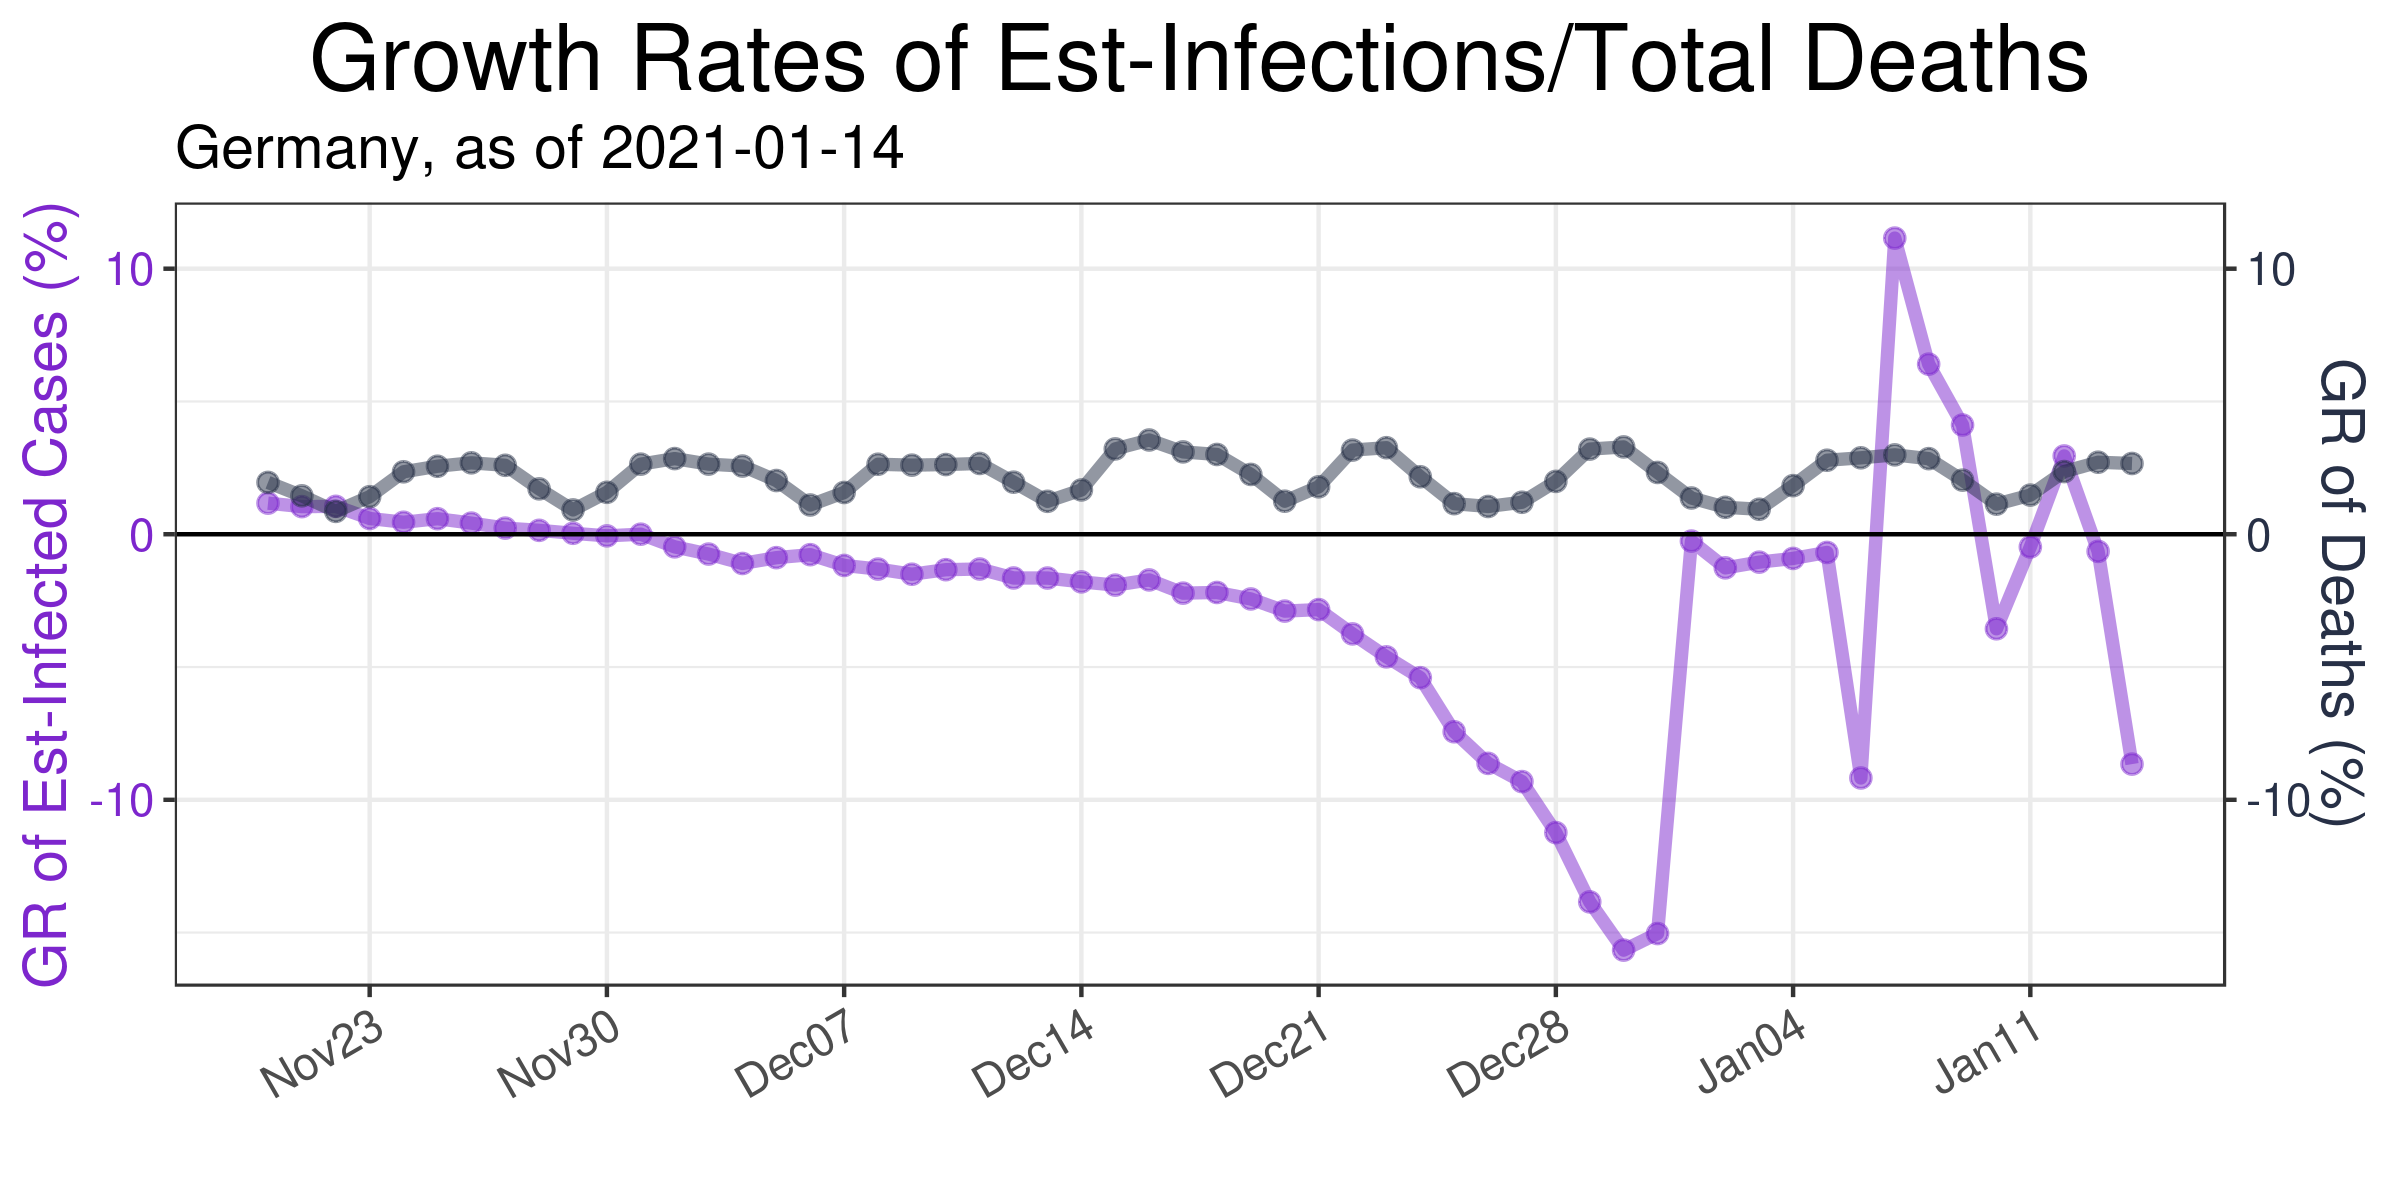 Growth Rates of Est-Infections/Total Deaths
Germany, as of 2021-01-14
GR of Est-Infected Cases (%)
10
0
-10
10
0
-10
GR of Deaths (%)
Nov23
Nov30
Dec07
Dec14
Dec21
Dec28
Jan04
Jan11